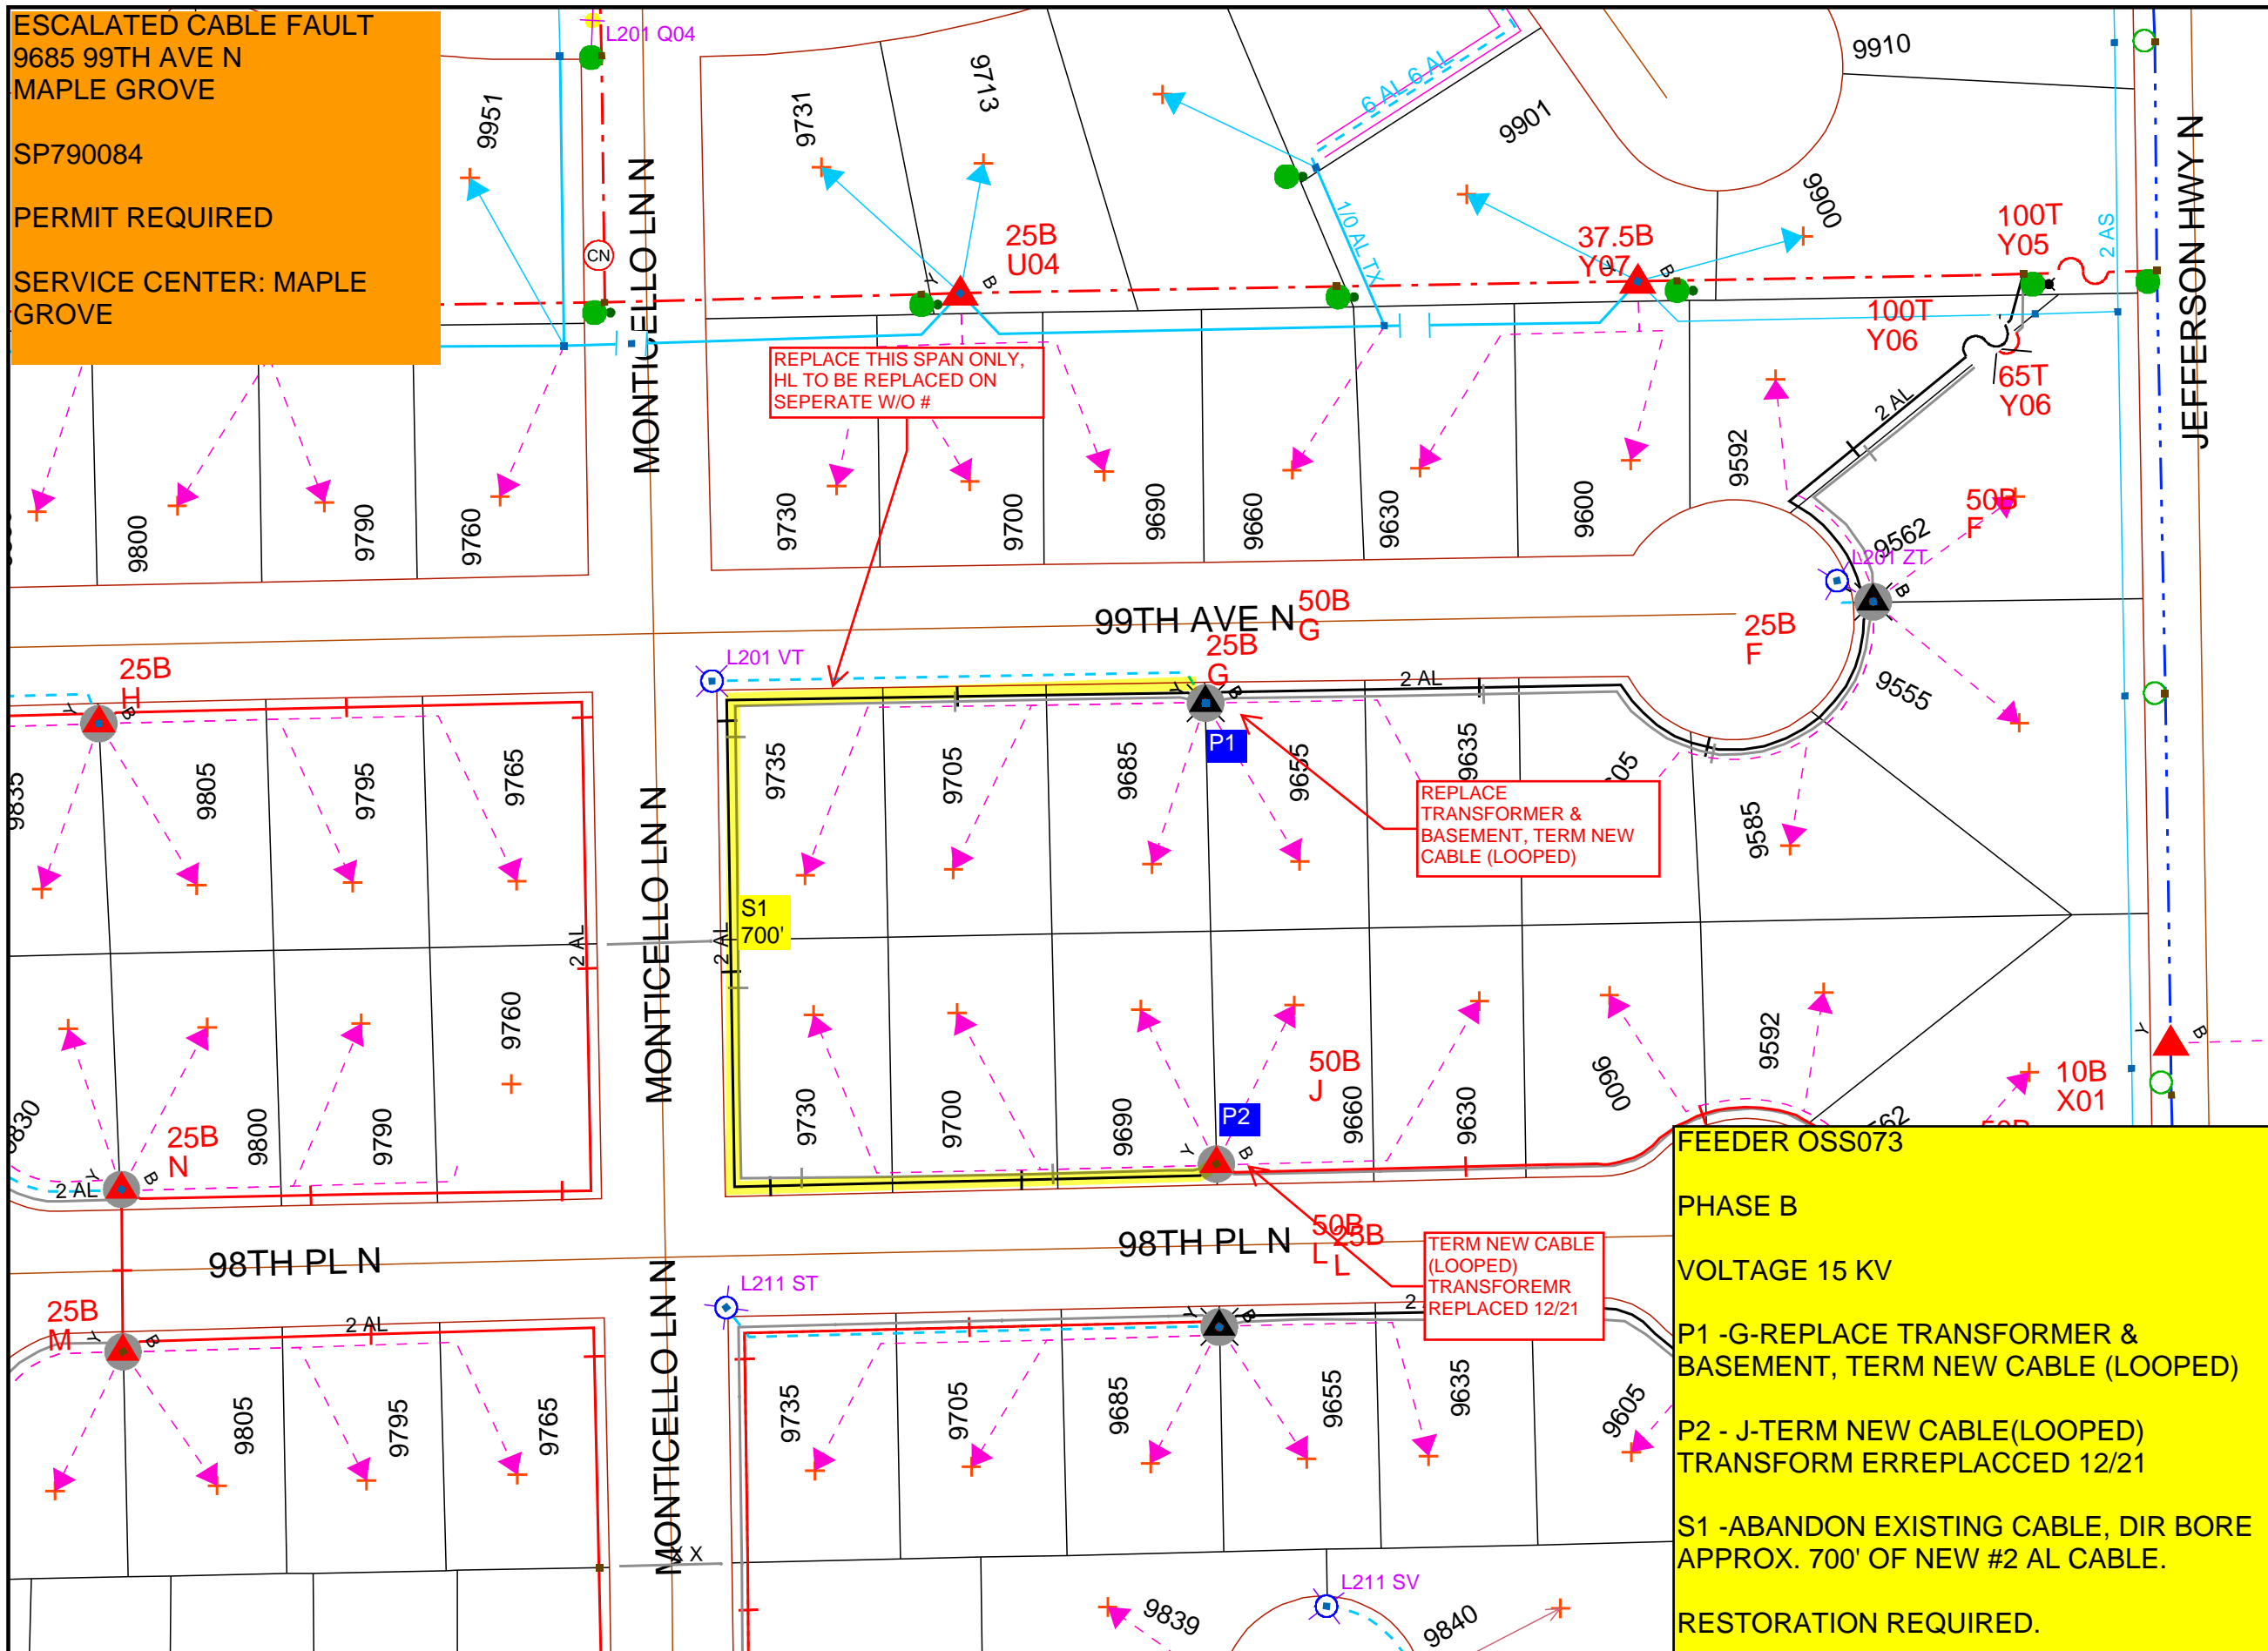 ESCALATED CABLE FAULT
9685 99TH AVE N
MAPLE GROVE
SP790084
PERMIT REQUIRED
SERVICE CENTER: MAPLE
GROVE
L201 Q04
9951
9731
9713
6 AL 6 AL
9901
9910
9900
MONTICELLO LN N
JEFFERSON HWY N
CN
25B
U04
Y
B
1/0 AL TX
37.5B
Y07
B
100T
Y05
2 AS
100T
Y06
65T
Y06
2 AL
REPLACE THIS SPAN ONLY,
HL TO BE REPLACED ON
SEPERATE W/O #
9800
9790
9760
9730
9700
9690
9660
9630
9600
9592
9562
50B
F
L201 ZT
B
99TH AVE N
50B
G
25B
G
25B
F
9555
L201 VT
25B
H
Y
B
Y
B
2 AL
9835
9805
9795
9765
9735
9705
9685
P1
9655
9635
9585
REPLACE
TRANSFORMER &
BASEMENT, TERM NEW
CABLE (LOOPED)
S1
700'
2 AL
2 AL
MONTICELLO LN N
9760
9830
9800
9790
25B
N
Y
B
2 AL
9730
9700
9690
P2
50B
J
9660
9630
9600
9592
Y
B
Y
B
10B
X01
98TH PL N
98TH PL N
50B
L
25B
L
TERM NEW CABLE
(LOOPED)
TRANSFOREMR
REPLACED 12/21
L211 ST
MONTICELLO LN N
25B
M
Y
B
2 AL
Y
B
2
9805
9795
9765
9735
9705
9685
9655
9635
9605
X X
L211 SV
9839
9840
FEEDER OSS073
PHASE B
VOLTAGE 15 KV
P1 -G-REPLACE TRANSFORMER &
BASEMENT, TERM NEW CABLE (LOOPED)
P2 - J-TERM NEW CABLE(LOOPED)
TRANSFORM ERREPLACCED 12/21
S1 -ABANDON EXISTING CABLE, DIR BORE
APPROX. 700' OF NEW #2 AL CABLE.
RESTORATION REQUIRED.